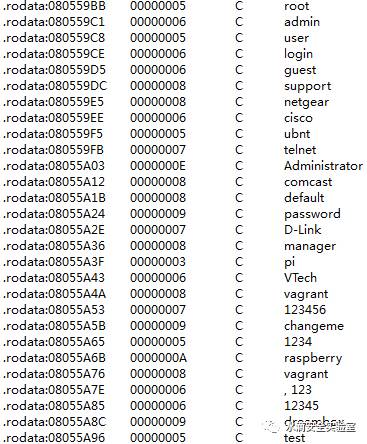 .rodata:080559BB 00000005 C root
.rodata:080559C1 00000006 C admin
.rodata:080559C8 00000005 C user
.rodata:080559CE 00000006 C login
.rodata:080559D5 00000006 C guest
.rodata:080559DC 00000008 C support
.rodata:080559E5 00000008 C netgear
.rodata:080559EE 00000006 C cisco
.rodata:080559F5 00000005 C ubnt
.rodata:080559FB 00000007 C telnet
.rodata:08055A03 0000000E C Administrator
.rodata:08055A12 00000008 C comcast
.rodata:08055A1B 00000008 C default
.rodata:08055A24 00000009 C password
.rodata:08055A2E 00000007 C D-Link
.rodata:08055A36 00000008 C manager
.rodata:08055A3F 00000003 C pi
.rodata:08055A43 00000006 C VTech
.rodata:08055A4A 00000008 C vagrant
.rodata:08055A53 00000007 C 123456
.rodata:08055A5B 00000009 C changeme
.rodata:08055A65 00000005 C 1234
.rodata:08055A6B 0000000A C raspberry
.rodata:08055A76 00000008 C vagrant
.rodata:08055A7E 00000006 C , 123
.rodata:08055A85 00000006 C 12345
.rodata:08055A8C 00000009 C
水滴安全实验室
.rodata:08055A96 00000005 C test